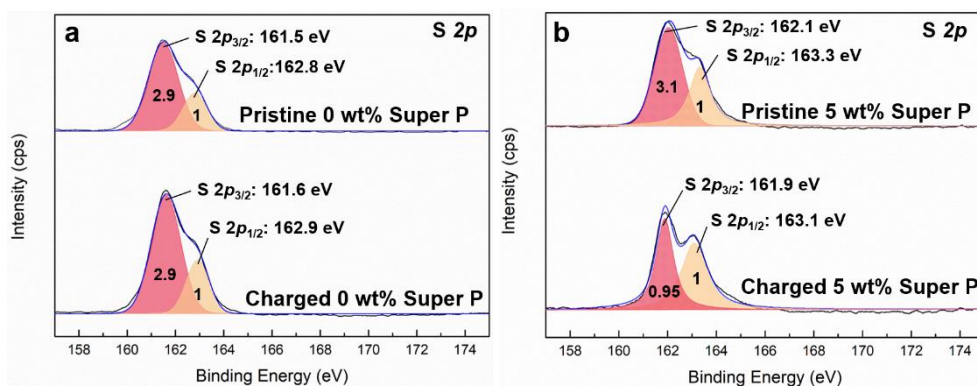 a
S 2p
S 2p3/2: 161.5 eV
S 2p1/2:162.8 eV
2.9
1
Pristine 0 wt% Super P
S 2p3/2: 161.6 eV
S 2p1/2: 162.9 eV
2.9
1
Charged 0 wt% Super P
Intensity (cps)
158 160 162 164 166 168 170 172 174
Binding Energy (eV)
b
S 2p
S 2p3/2: 162.1 eV
S 2p1/2: 163.3 eV
3.1
1
Pristine 5 wt% Super P
S 2p3/2: 161.9 eV
S 2p1/2: 163.1 eV
0.95
1
Charged 5 wt% Super P
Intensity (cps)
158 160 162 164 166 168 170 172 174
Binding Energy (eV)